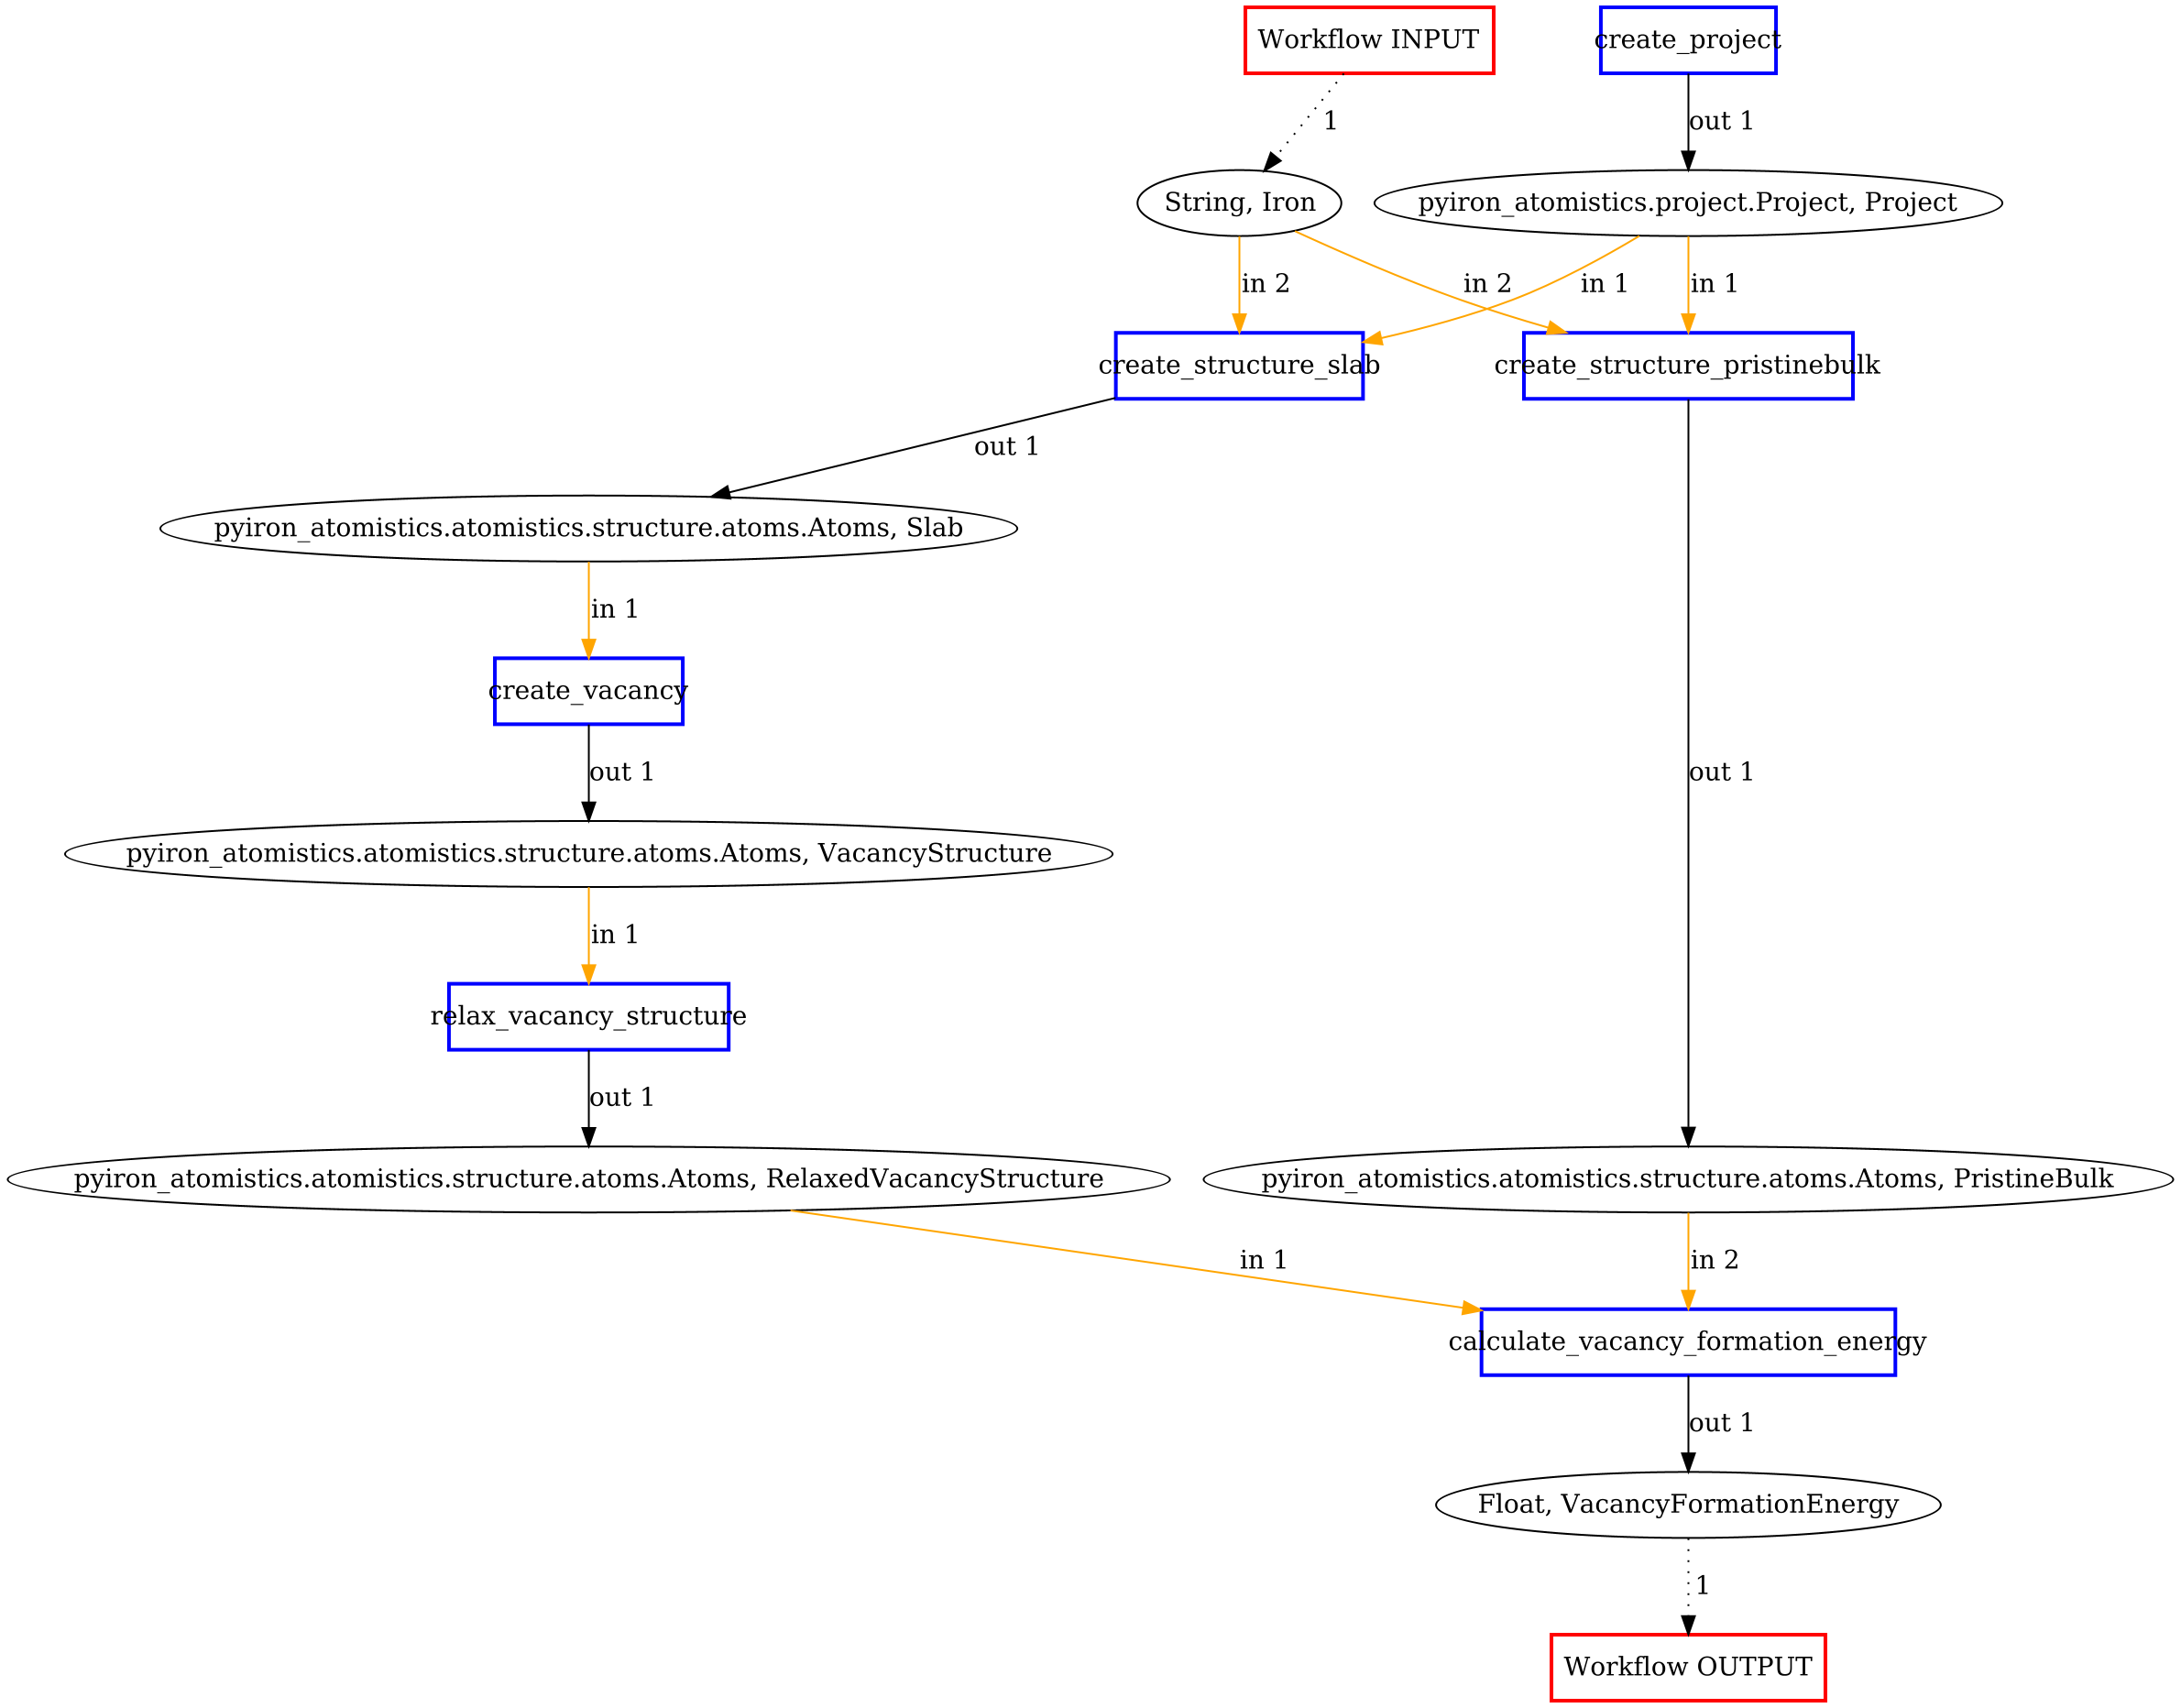 Workflow INPUT
create_project
1
out 1
String, Iron
pyiron_atomistics.project.Project, Project
in 2
in 2
in 1
in 1
create_structure_slab
create_structure_pristinebulk
out 1
pyiron_atomistics.atomistics.structure.atoms.Atoms, Slab
in 1
create_vacancy
out 1
out 1
pyiron_atomistics.atomistics.structure.atoms.Atoms, VacancyStructure
in 1
relax_vacancy_structure
out 1
pyiron_atomistics.atomistics.structure.atoms.Atoms, RelaxedVacancyStructure
pyiron_atomistics.atomistics.structure.atoms.Atoms, PristineBulk
in 1
in 2
calculate_vacancy_formation_energy
out 1
Float, VacancyFormationEnergy
1
Workflow OUTPUT